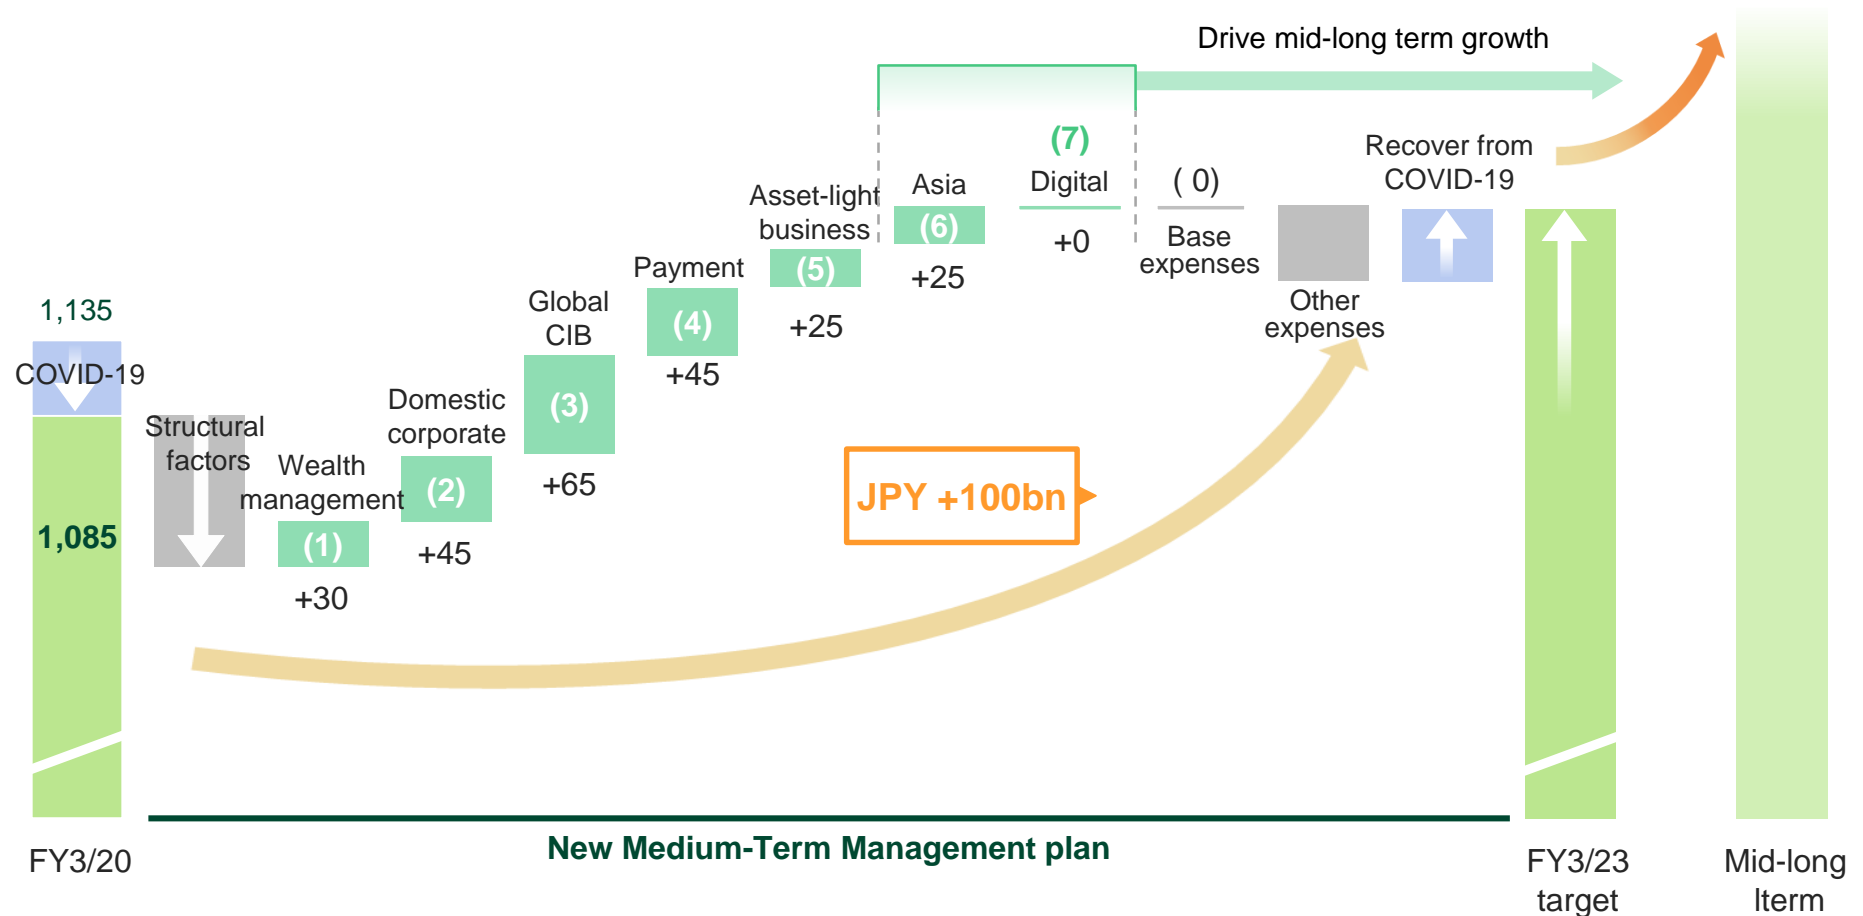 Drive mid-long term growth
1,135
COVID-19
1,085
FY3/20
Structural
factors
Wealth
management
(1)
+30
Domestic
corporate
(2)
+45
Global
CIB
(3)
+65
Payment
(4)
+45
Asset-light
business
(5)
+25
Asia
(6)
+25
(7)
Digital
+0
( 0)
Base
expenses
Other
expenses
Recover from
COVID-19
JPY +100bn
New Medium-Term Management plan
FY3/23
target
Mid-long
lterm